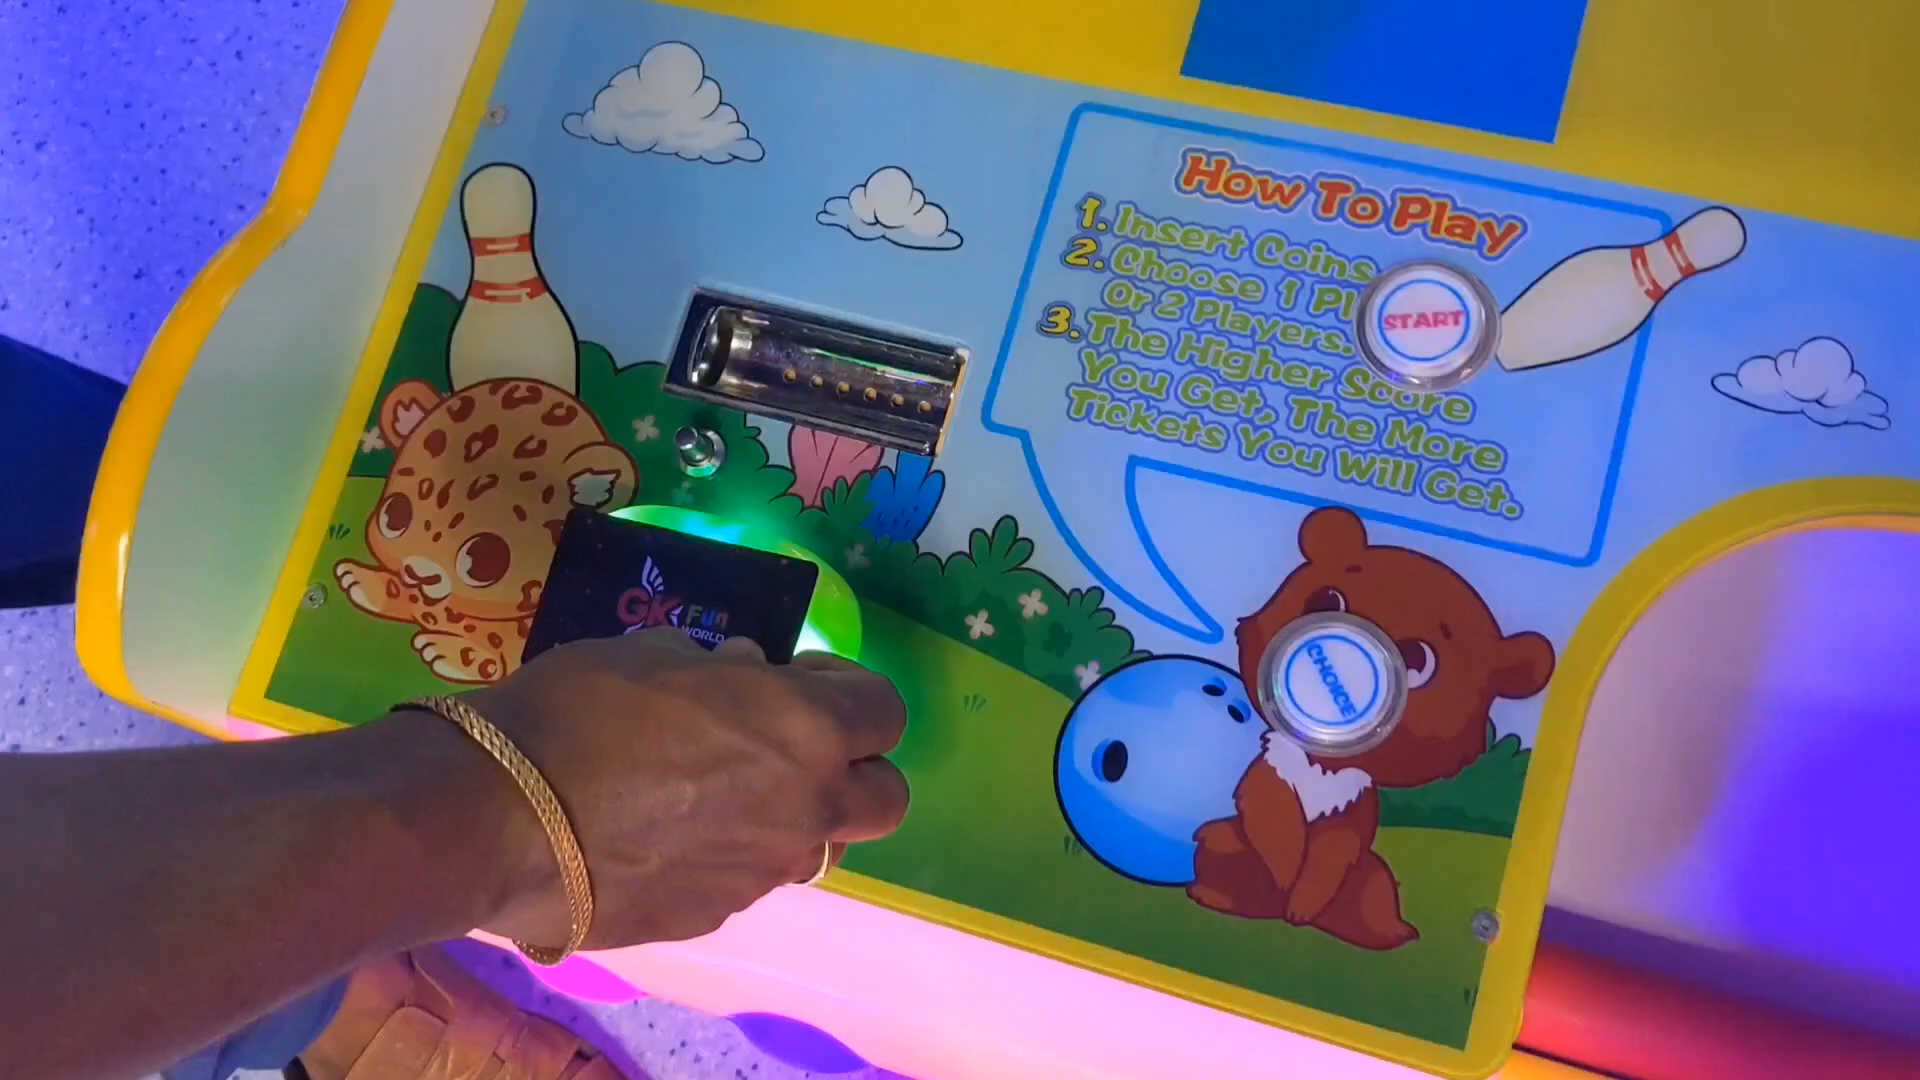 How To Play
1. Insert Coins
2. Choose 1 Pl
Or 2 Players.
3. The Higher Score
You Get, The More
Tickets You Will Get.
START
CHOICE
GK Fun
WORLD